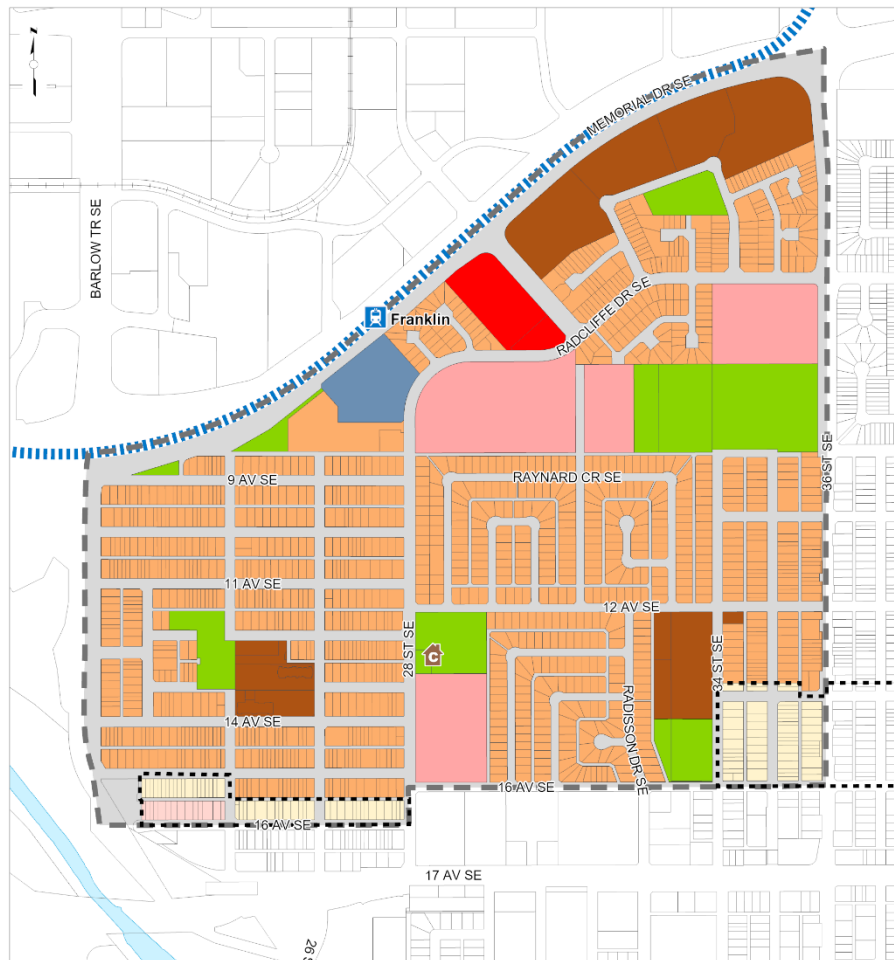 MEMORIAL DR SE
BARLOW TR SE
Franklin
RADCLIFFE DR SE
36 ST SE
9 AV SE
RAYNARD CR SE
11 AV SE
12 AV SE
28 ST SE
C
34 ST SE
RADISSON DR SE
14 AV SE
16 AV SE
16 AV SE
17 AV SE
26 S